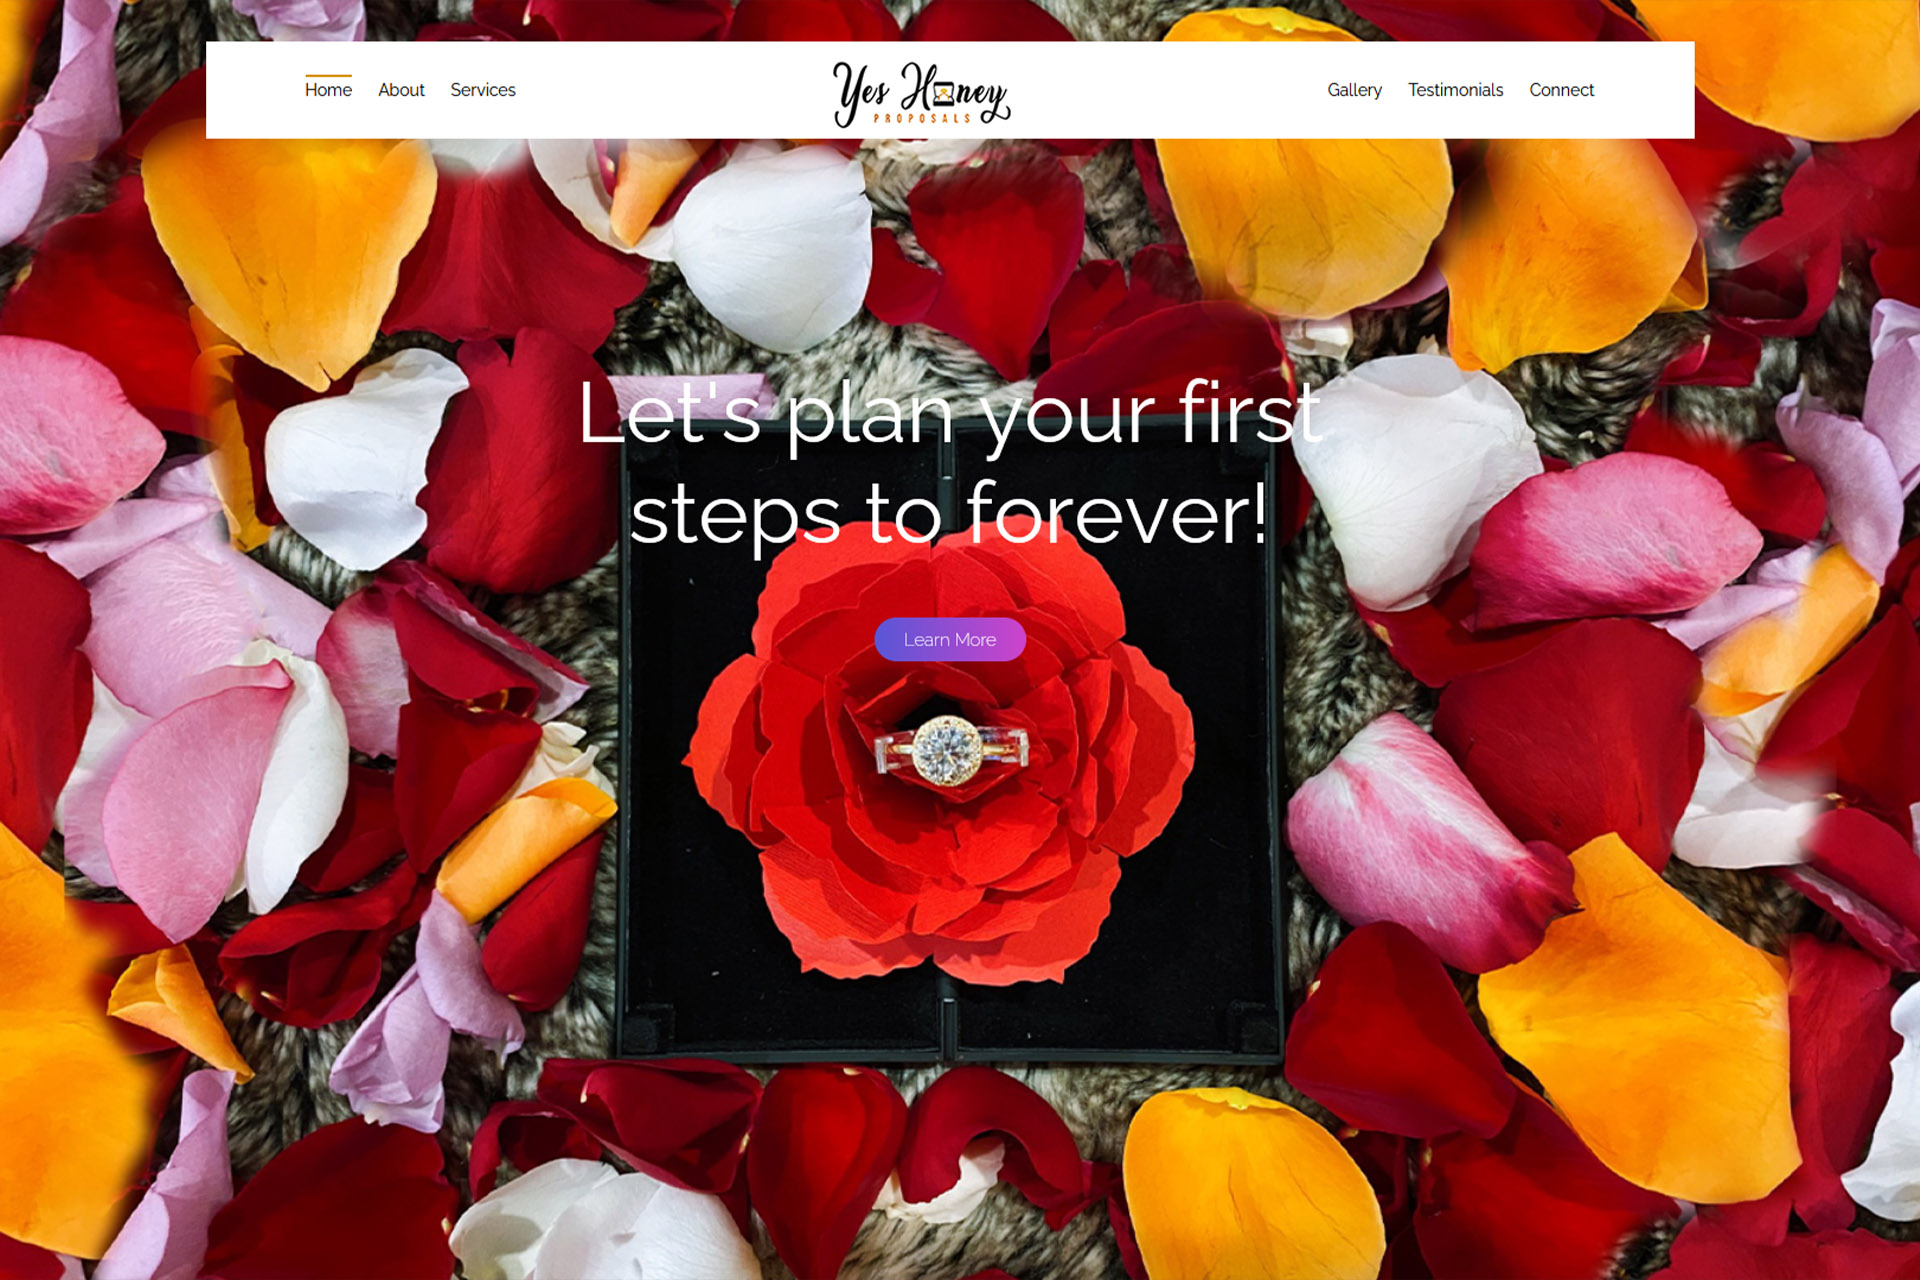 Home About Services
Yes Honey
PROPOSALS
Gallery Testimonials Connect
Let's plan your first
steps to forever!
Learn More